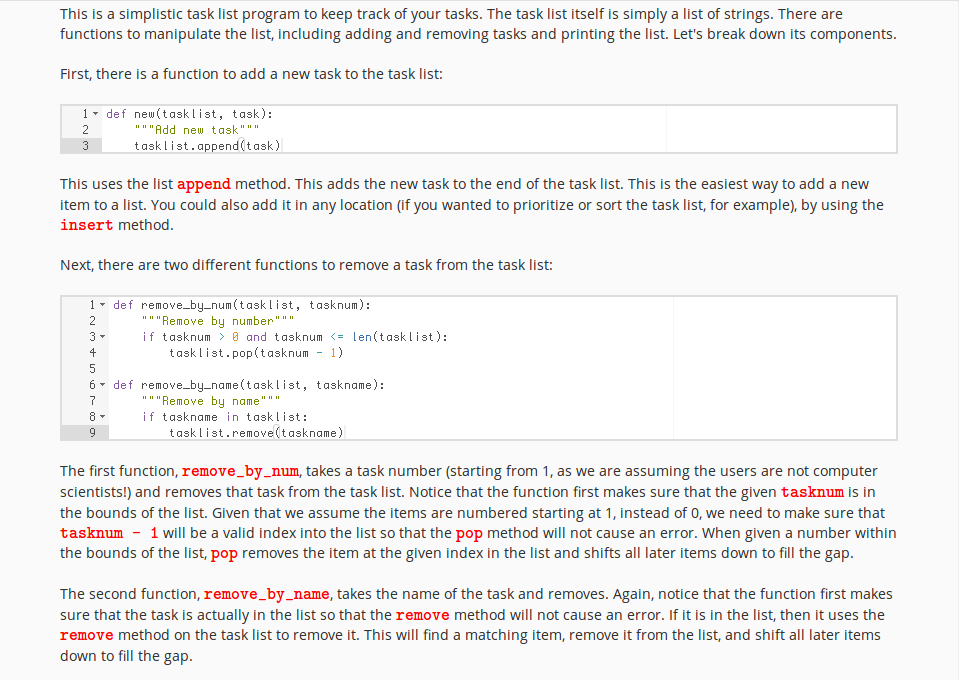 This is a simplistic task list program to keep track of your tasks. The task list itself is simply a list of strings. There are
functions to manipulate the list, including adding and removing tasks and printing the list. Let's break down its components.
First, there is a function to add a new task to the task list:
1 def new(tasklist, task):
2 """Add new task"""
3 tasklist.append(task)
This uses the list append method. This adds the new task to the end of the task list. This is the easiest way to add a new
item to a list. You could also add it in any location (if you wanted to prioritize or sort the task list, for example), by using the
insert method.
Next, there are two different functions to remove a task from the task list:
1 def remove_by_num(tasklist, tasknum):
2 """Remove by number"""
3 if tasknum > 0 and tasknum <= len(tasklist):
4 tasklist.pop(tasknum - 1)
5
6 def remove_by_name(tasklist, taskname):
7 """Remove by name"""
8 if taskname in tasklist:
9 tasklist.remove(taskname)
The first function, remove_by_num, takes a task number (starting from 1, as we are assuming the users are not computer
scientists!) and removes that task from the task list. Notice that the function first makes sure that the given tasknum is in
the bounds of the list. Given that we assume the items are numbered starting at 1, instead of 0, we need to make sure that
tasknum - 1 will be a valid index into the list so that the pop method will not cause an error. When given a number within
the bounds of the list, pop removes the item at the given index in the list and shifts all later items down to fill the gap.
The second function, remove_by_name, takes the name of the task and removes. Again, notice that the function first makes
sure that the task is actually in the list so that the remove method will not cause an error. If it is in the list, then it uses the
remove method on the task list to remove it. This will find a matching item, remove it from the list, and shift all later items
down to fill the gap.